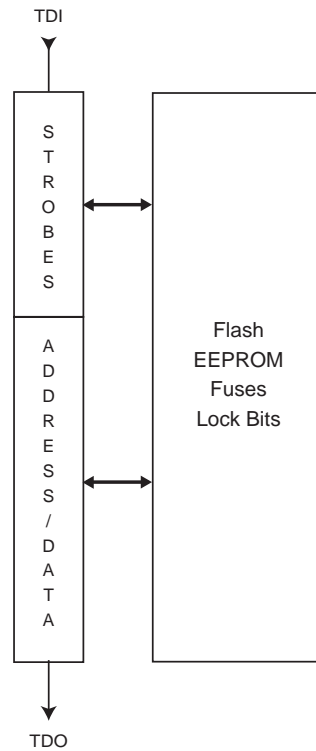 TDI
STROBES
ADDRESS/DATA
Flash
EEPROM
Fuses
Lock Bits
TDO